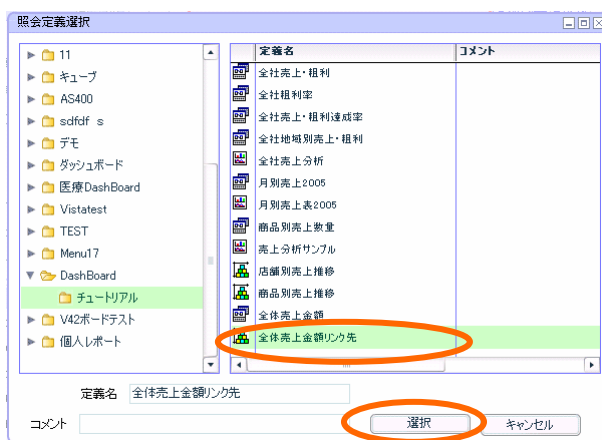 照会定義選択
11
キューブ
AS400
sdfdf s
デモ
ダッシュボード
医療DashBoard
Vistatest
TEST
Menu17
DashBoard
チュートリアル
V42ボードテスト
個人レポート
定義名 コメント
全社売上・粗利
全社粗利率
全社売上・粗利達成率
全社地域別売上・粗利
全社売上分析
月別売上2005
月別売上表2005
商品別売上数量
売上分析サンプル
店舗別売上推移
商品別売上推移
全体売上金額
全体売上金額リンク先
定義名 全体売上金額リンク先
コメント 選択 キャンセル